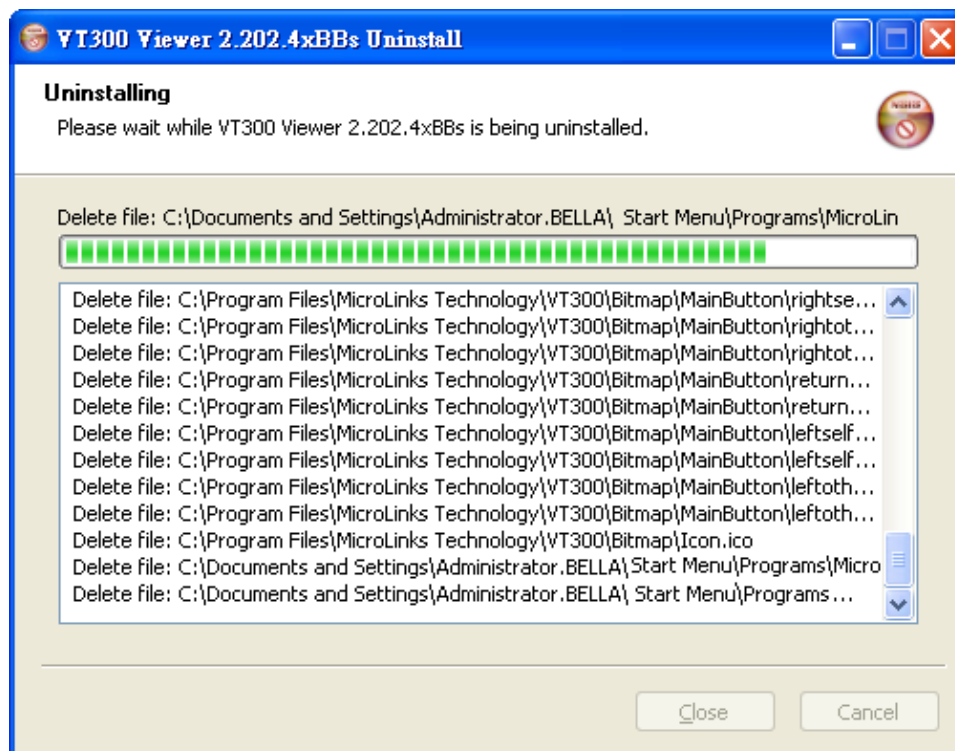 VT300 Viewer 2.202.4xBBs Uninstall
Uninstalling
Please wait while VT300 Viewer 2.202.4xBBs is being uninstalled.
Delete file: C:\Documents and Settings\Administrator.BELLA\ Start Menu\Programs\MicroLin
Delete file: C:\Program Files\MicroLinks Technology\VT300\Bitmap\MainButton\rightse...
Delete file: C:\Program Files\MicroLinks Technology\VT300\Bitmap\MainButton\rightot...
Delete file: C:\Program Files\MicroLinks Technology\VT300\Bitmap\MainButton\rightot...
Delete file: C:\Program Files\MicroLinks Technology\VT300\Bitmap\MainButton\return...
Delete file: C:\Program Files\MicroLinks Technology\VT300\Bitmap\MainButton\return...
Delete file: C:\Program Files\MicroLinks Technology\VT300\Bitmap\MainButton\leftself...
Delete file: C:\Program Files\MicroLinks Technology\VT300\Bitmap\MainButton\leftself...
Delete file: C:\Program Files\MicroLinks Technology\VT300\Bitmap\MainButton\leftoth...
Delete file: C:\Program Files\MicroLinks Technology\VT300\Bitmap\MainButton\leftoth...
Delete file: C:\Program Files\MicroLinks Technology\VT300\Bitmap\Icon.ico
Delete file: C:\Documents and Settings\Administrator.BELLA\Start Menu\Programs\Micro
Delete file: C:\Documents and Settings\Administrator.BELLA\ Start Menu\Programs...
Close Cancel